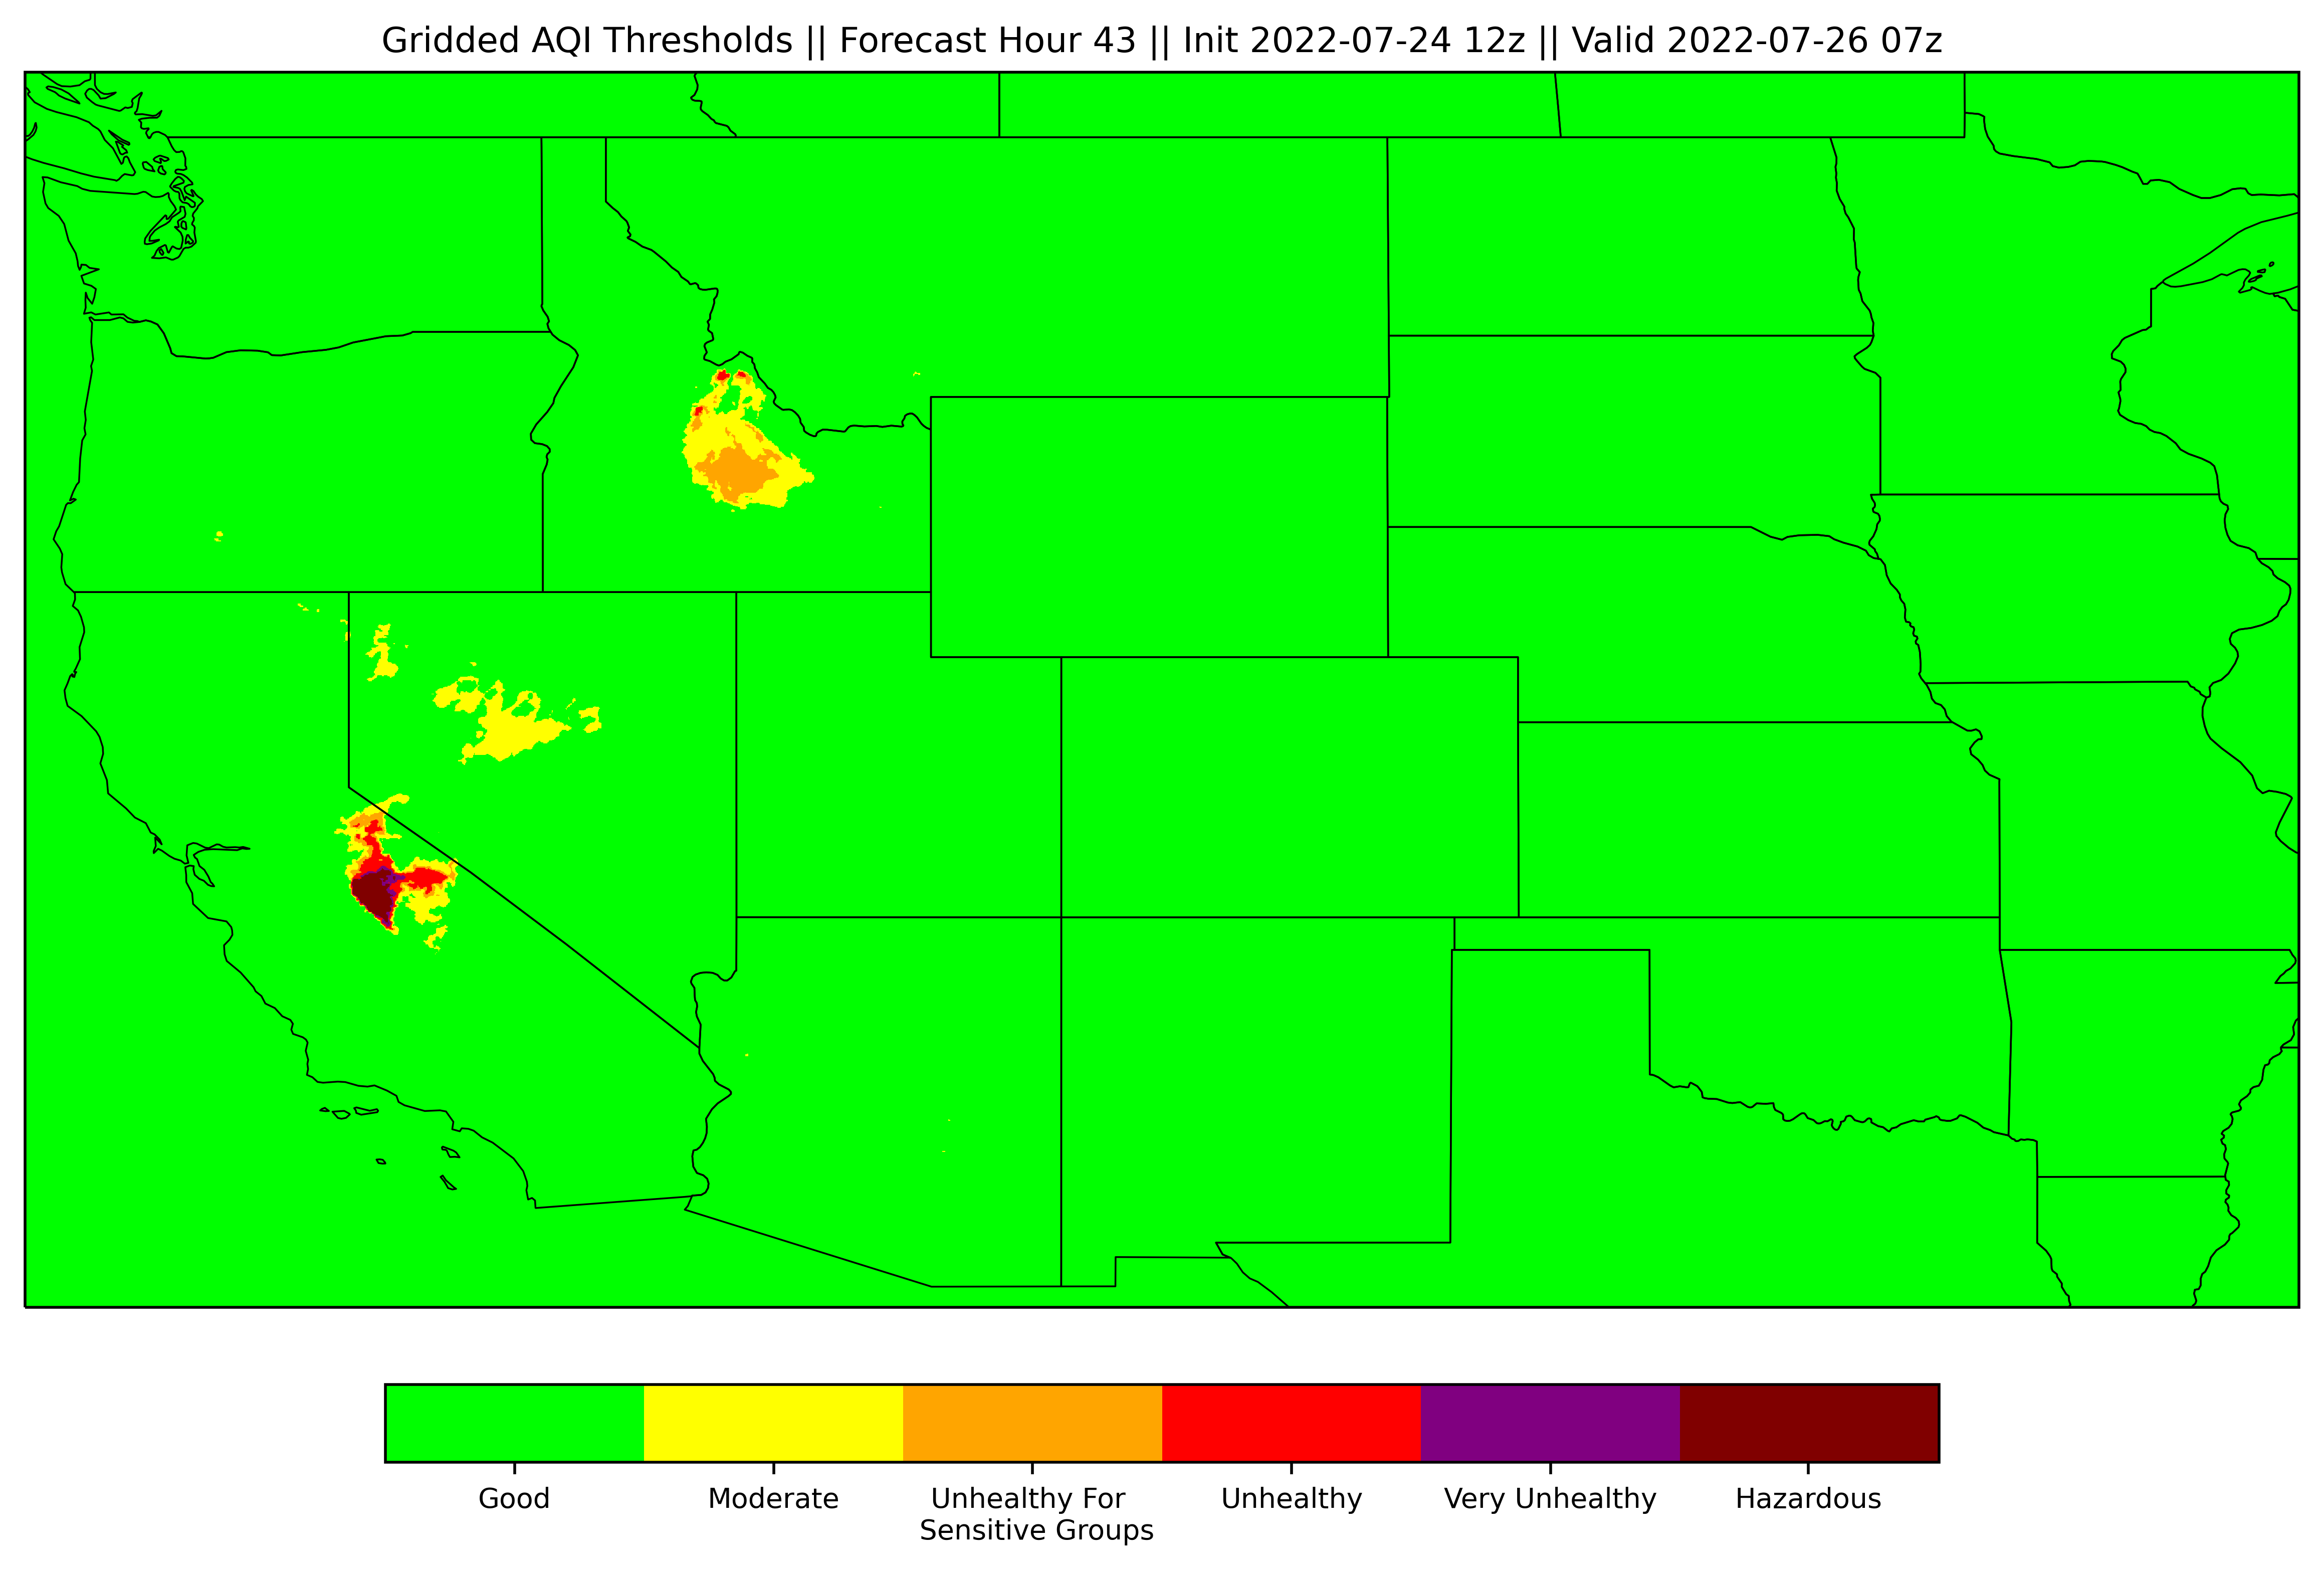 Gridded AQI Thresholds || Forecast Hour 43 || Init 2022-07-24 12z || Valid 2022-07-26 07z
Good
Moderate
Unhealthy For
Sensitive Groups
Unhealthy
Very Unhealthy
Hazardous